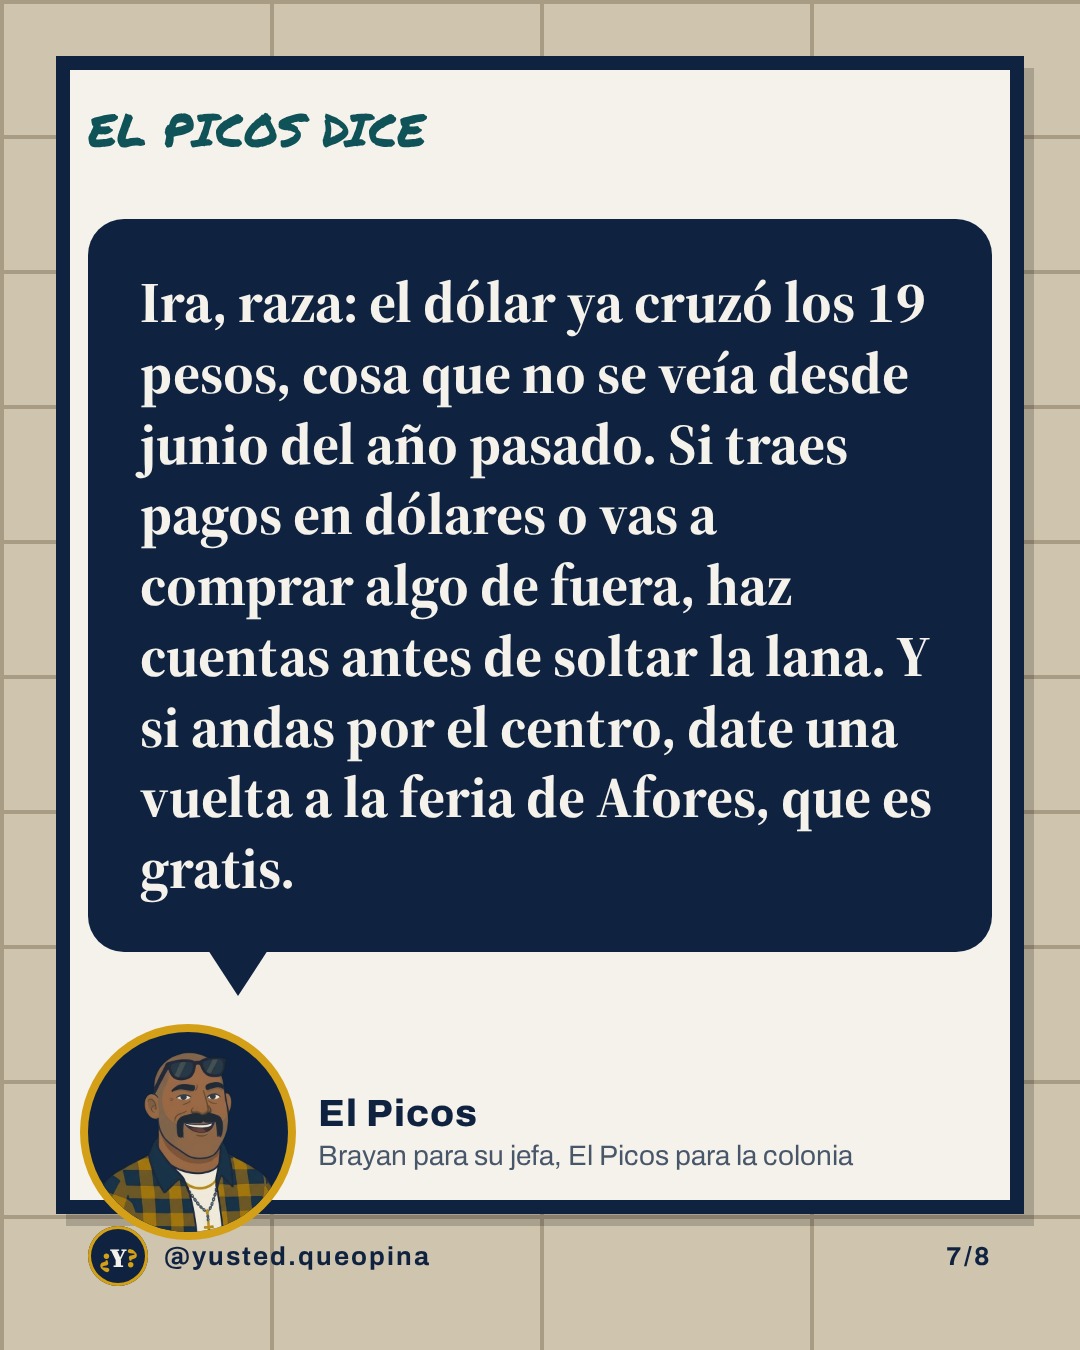 EL PICOS DICE
Ira, raza: el dólar ya cruzó los 19
pesos, cosa que no se veía desde
junio del año pasado. Si traes
pagos en dólares o vas a
comprar algo de fuera, haz
cuentas antes de soltar la lana. Y
si andas por el centro, date una
vuelta a la feria de Afores, que es
gratis.
El Picos
Brayan para su jefa, El Picos para la colonia
¿Y?
@yusted.queopina
7/8